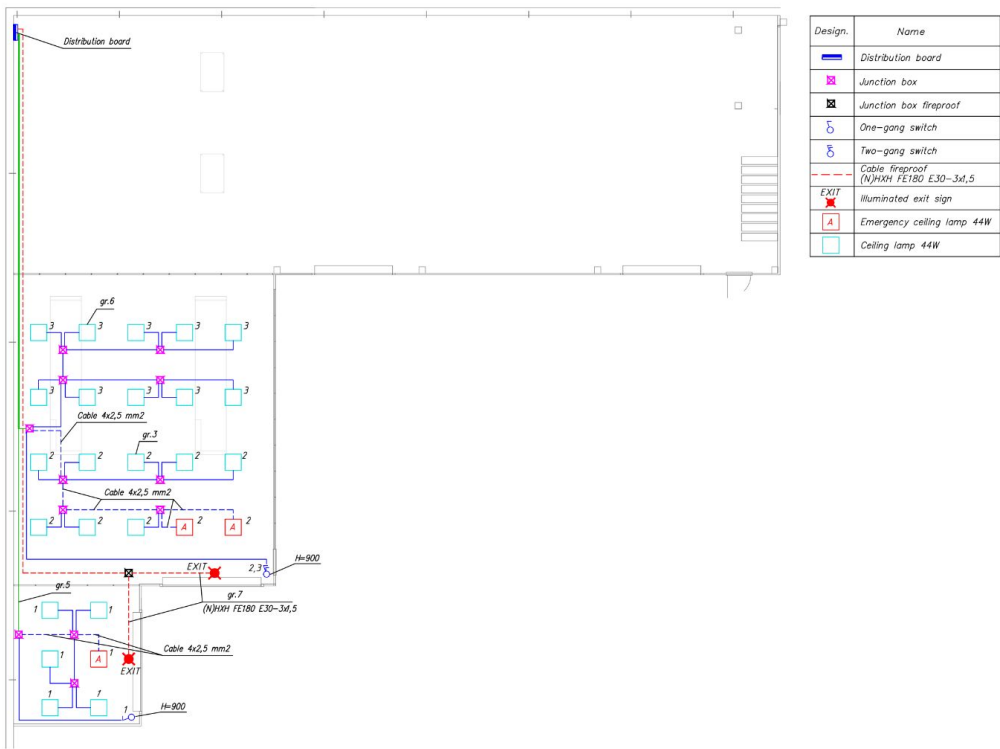 Distribution board
Design. Name
Distribution board
Junction box
Junction box fireproof
One-gang switch
Two-gang switch
Cable fireproof
(N)HXH FE180 E30-3x1,5
EXIT
Illuminated exit sign
A Emergency ceiling lamp 44W
Ceiling lamp 44W
gr.6
3 3 3 3 3
3 3 3 3 3
Cable 4x2,5 mm2
gr.3
2 2 2 2 2
Cable 4x2,5 mm2
2 2 2 A 2 A 2
H=900
EXIT 2,3
gr.5
gr.7
(N)HXH FE180 E30-3x1,5
1 1
Cable 4x2,5 mm2
1 A 1
EXIT
1 1
1 H=900